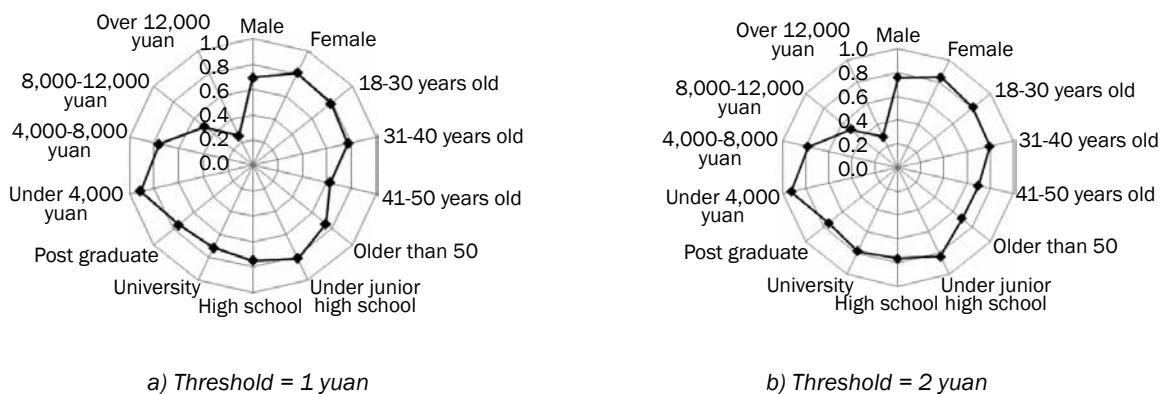 Over 12,000
yuan
Male
Female
18-30 years old
31-40 years old
41-50 years old
Older than 50
Under junior
high school
High school
University
Post graduate
Under 4,000
yuan
4,000-8,000
yuan
8,000-12,000
yuan
1.0
0.8
0.6
0.4
0.2
0.0
a) Threshold = 1 yuan
Over 12,000
yuan
Male
Female
18-30 years old
31-40 years old
41-50 years old
Older than 50
Under junior
high school
High school
University
Post graduate
Under 4,000
yuan
4,000-8,000
yuan
8,000-12,000
yuan
1.0
0.8
0.6
0.4
0.2
0.0
b) Threshold = 2 yuan